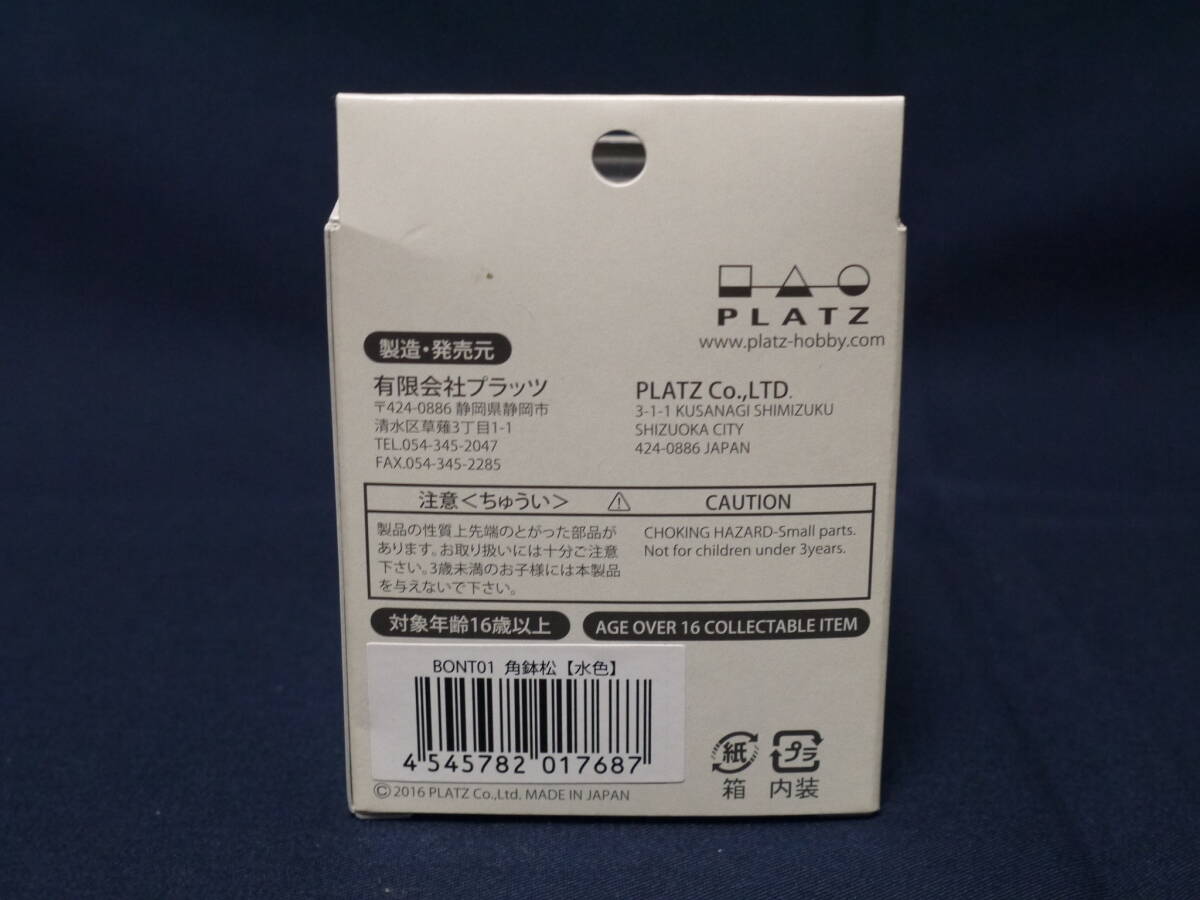 PLATZ
www.platz-hobby.com
製造・発売元
有限会社プラッツ
〒424-0886 静岡県静岡市
清水区草薙3丁目1-1
TEL.054-345-2047
FAX.054-345-2285
PLATZ Co.,LTD.
3-1-1 KUSANAGI SHIMIZUKU
SHIZUOKA CITY
424-0886 JAPAN
注意<ちゅうい>
CAUTION
製品の性質上先端のとがった部品が
あります。お取り扱いには十分ご注意
下さい。3歳未満のお子様には本製品
を与えないで下さい。
CHOKING HAZARD-Small parts.
Not for children under 3years.
対象年齢16歳以上
AGE OVER 16 COLLECTABLE ITEM
BONT01 角鉢松【水色】
4 545782 017687
©2016 PLATZ Co.,Ltd. MADE IN JAPAN
紙
箱
プラ
内装